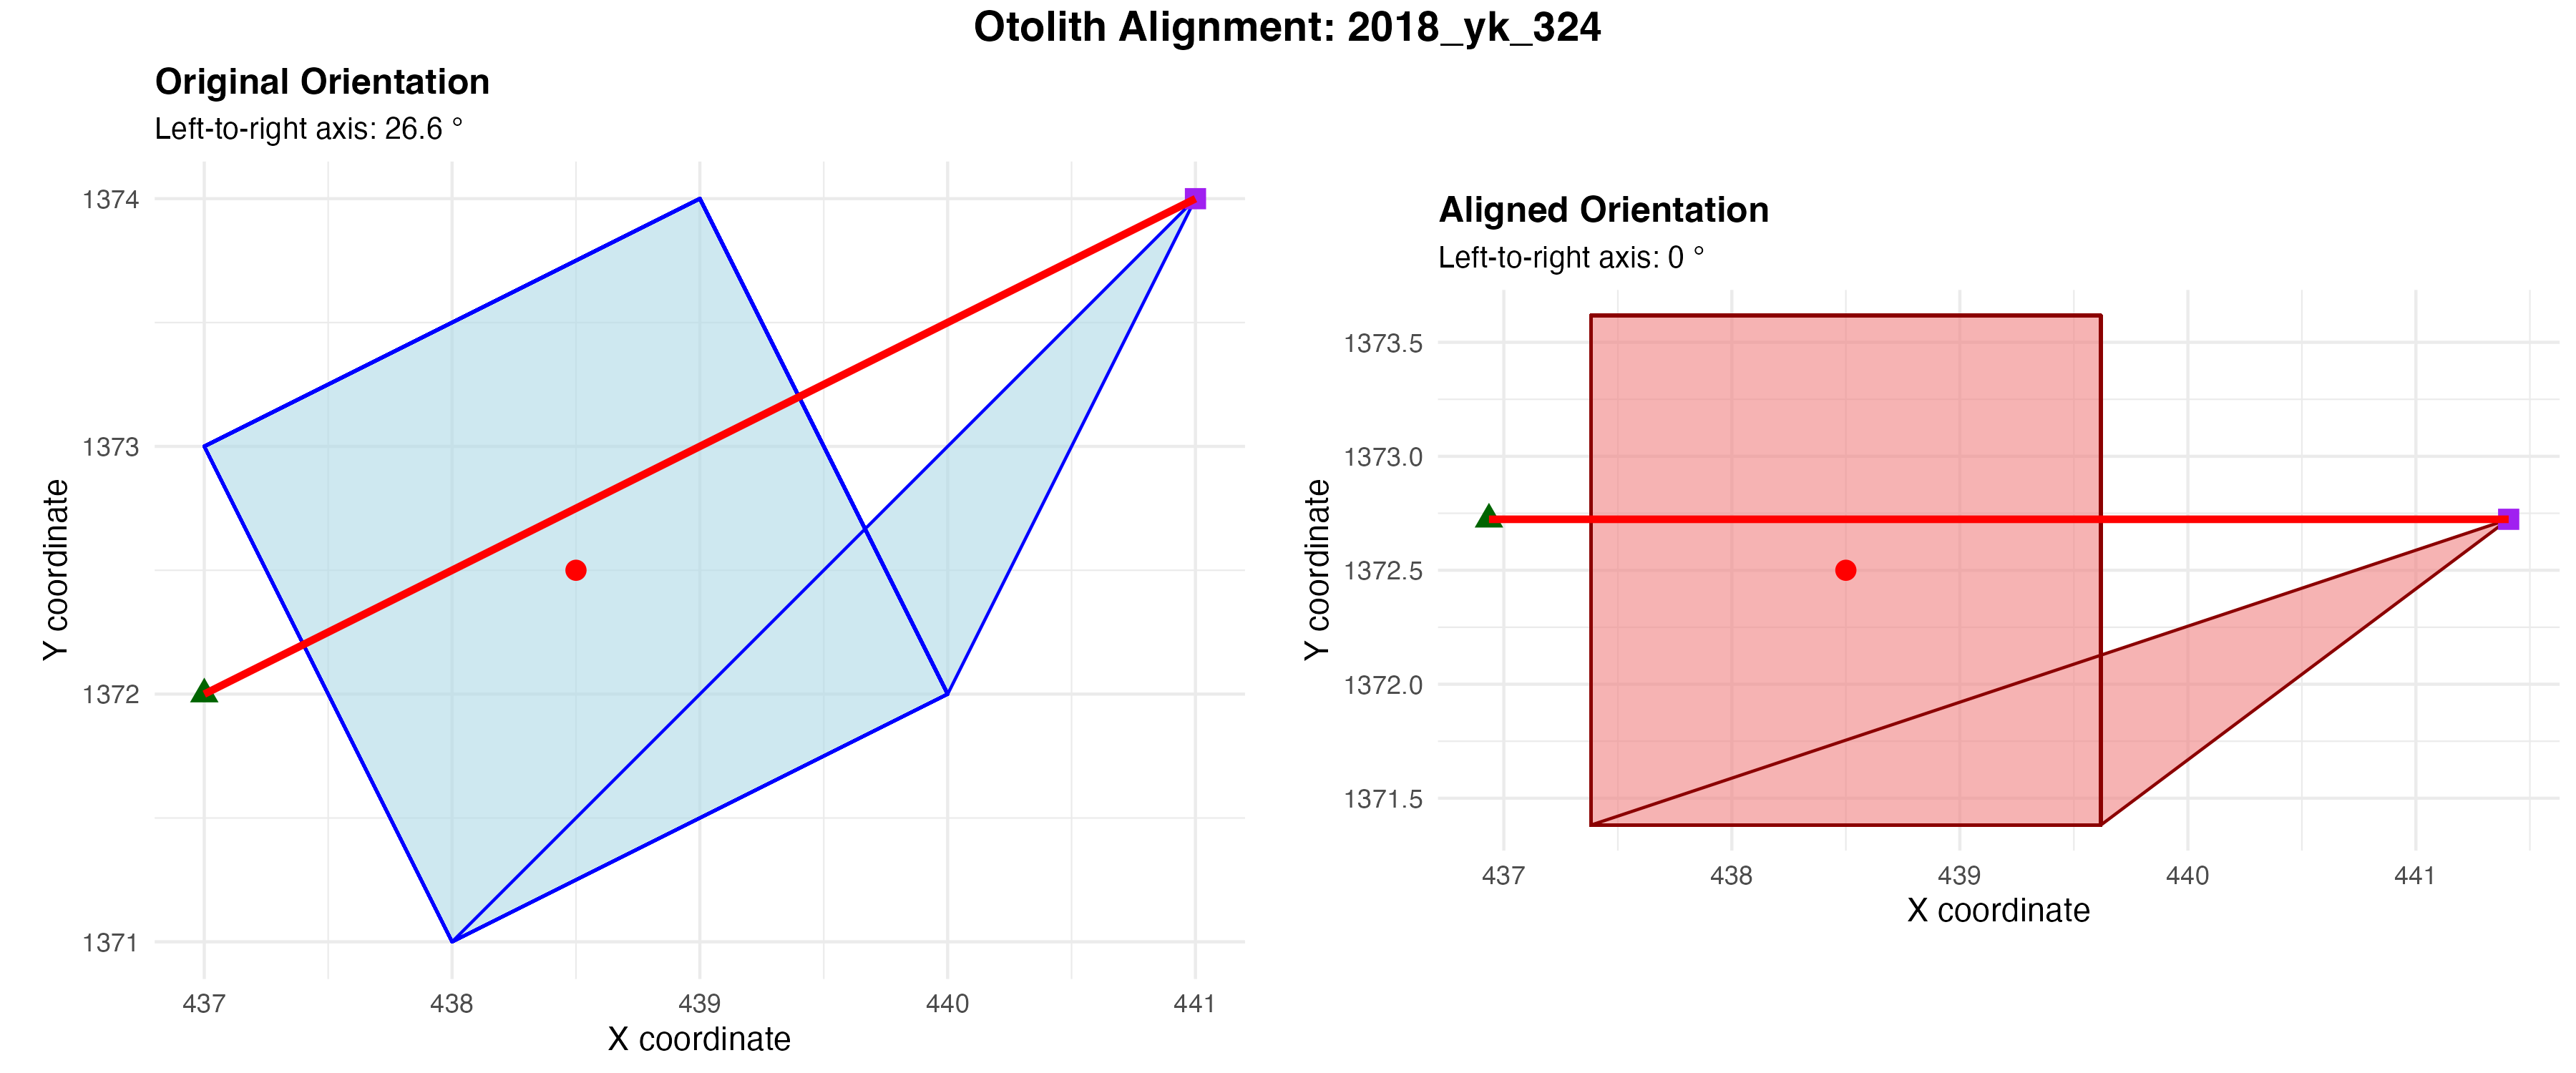 Otolith Alignment: 2018_yk_324
Original Orientation
Left-to-right axis: 26.6 °
1374
1373
1372
1371
Y coordinate
437 438 439 440 441
X coordinate
Aligned Orientation
Left-to-right axis: 0 °
1373.5
1373.0
1372.5
1372.0
1371.5
Y coordinate
437 438 439 440 441
X coordinate